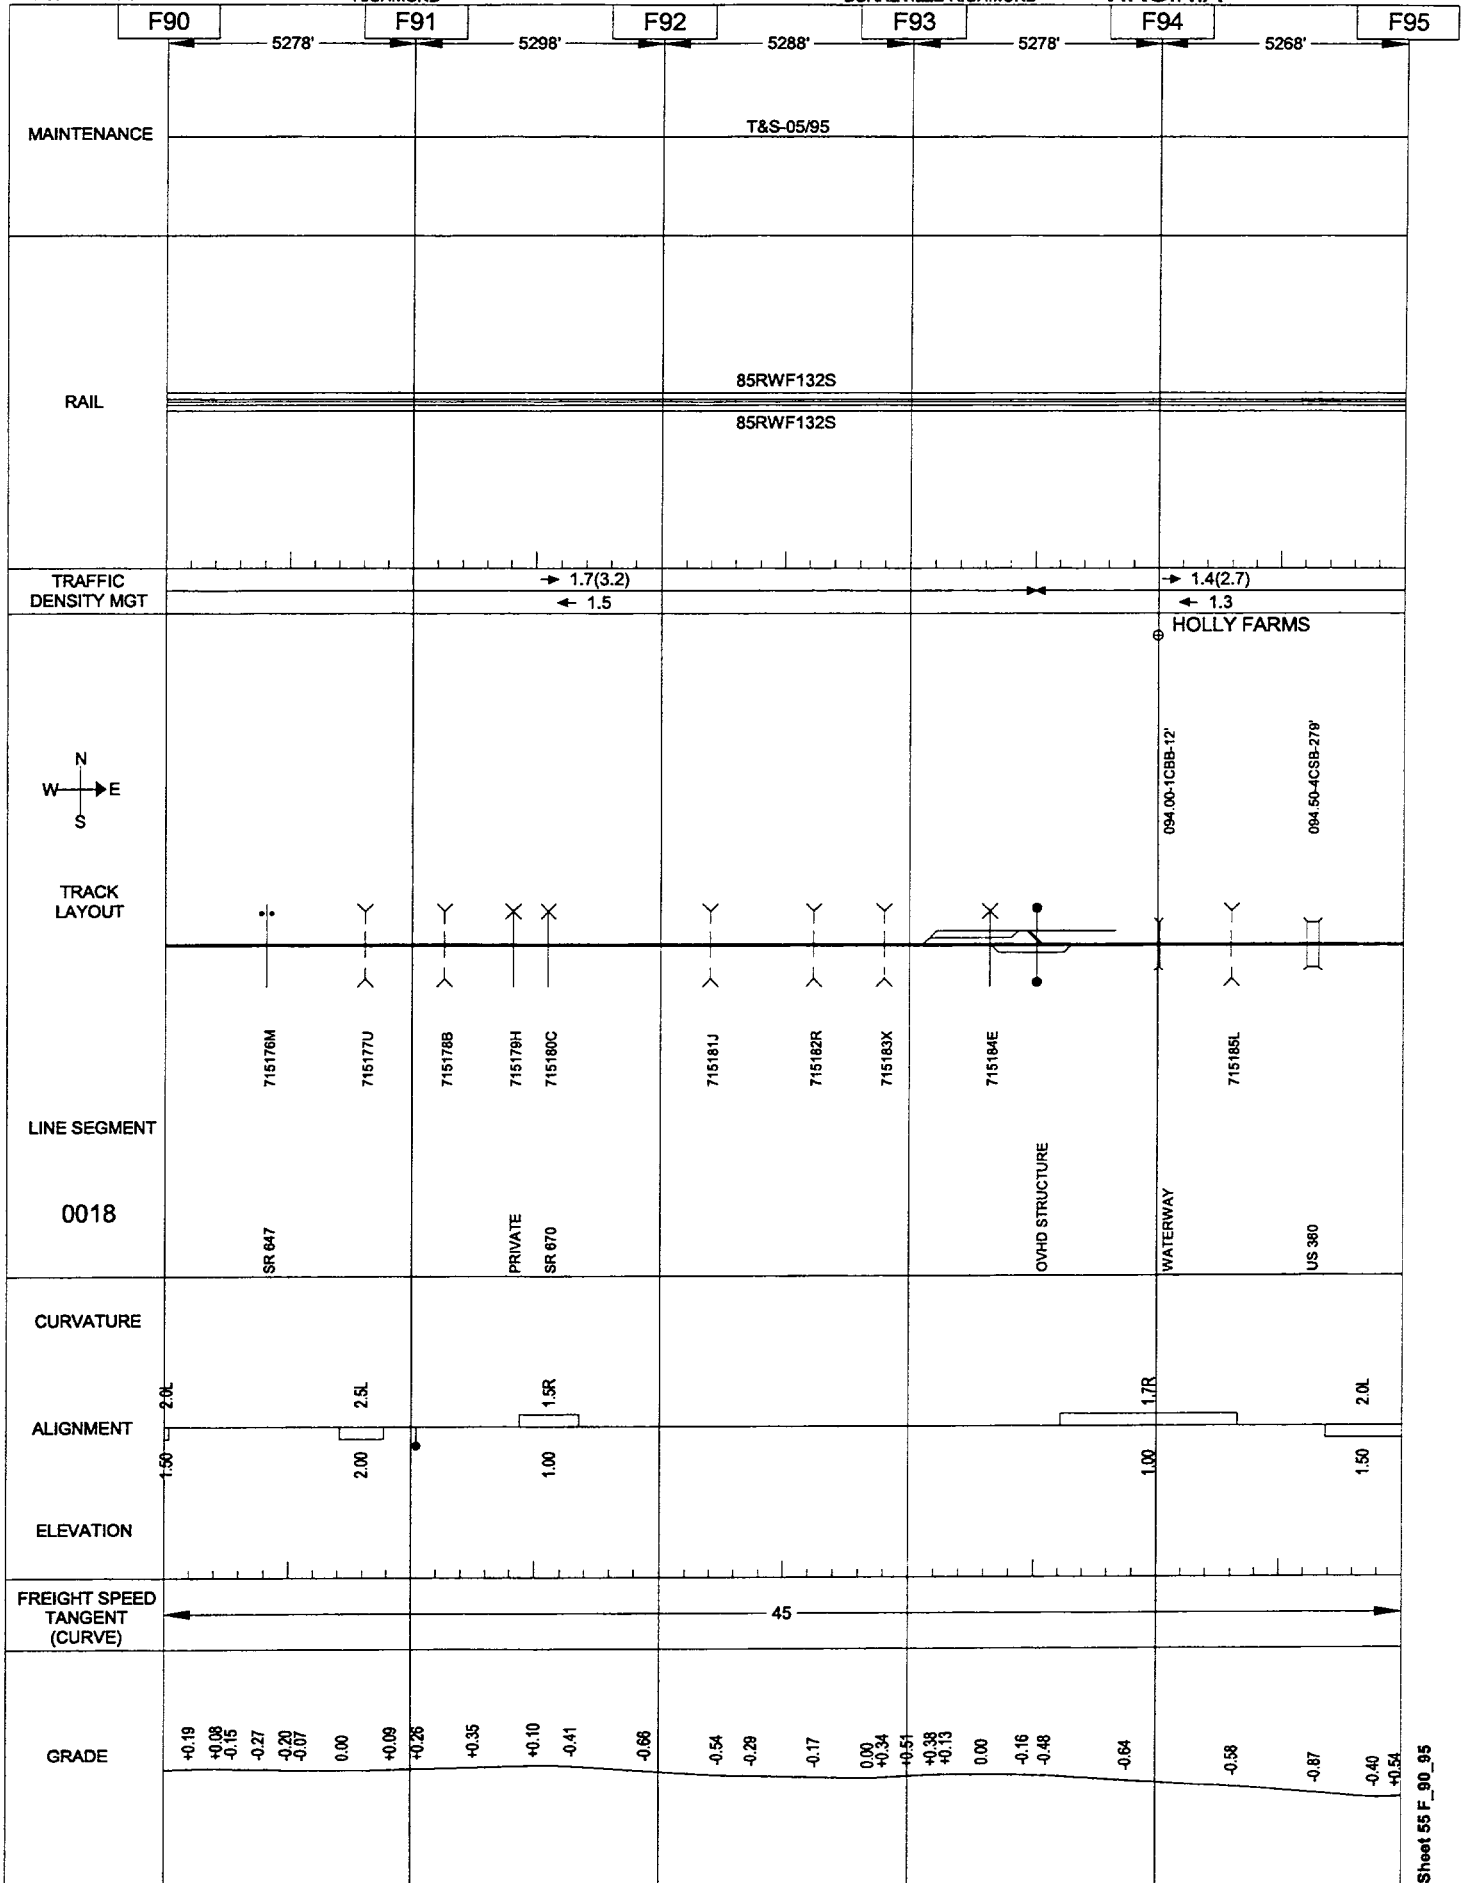 F90 F91 F92 F93 F94 F95
5278' 5298' 5288' 5278' 5268'
MAINTENANCE
T&S-05/95
85RWF132S
RAIL
85RWF132S
TRAFFIC
DENSITY MGT
1.7(3.2) 1.4(2.7)
1.5 1.3
HOLLY FARMS
094.00-1CBB-12' 094.50-4CSB-279'
N
W E
S
TRACK
LAYOUT
715176M 715177U 715178B 715179H 715180C 715181J 715182R 715183X 715184E 715185L
LINE SEGMENT
0018
SR 647 PRIVATE SR 670 OVHD STRUCTURE WATERWAY US 360
CURVATURE
2.0L 2.5L 1.5R 1.7R 2.0L
ALIGNMENT
1.50 2.00 1.00 1.00 1.50
ELEVATION
FREIGHT SPEED
TANGENT
(CURVE)
45
GRADE
+0.19 +0.08 -0.15 -0.27 -0.20 -0.07 0.00 +0.09 +0.26 +0.35 +0.10 -0.41 -0.66 -0.54 -0.29 -0.17 0.00 +0.34 +0.51 +0.38 +0.13 0.00 -0.16 -0.48 -0.64 -0.58 -0.87 -0.40 +0.54
Sheet 55 F_90_95